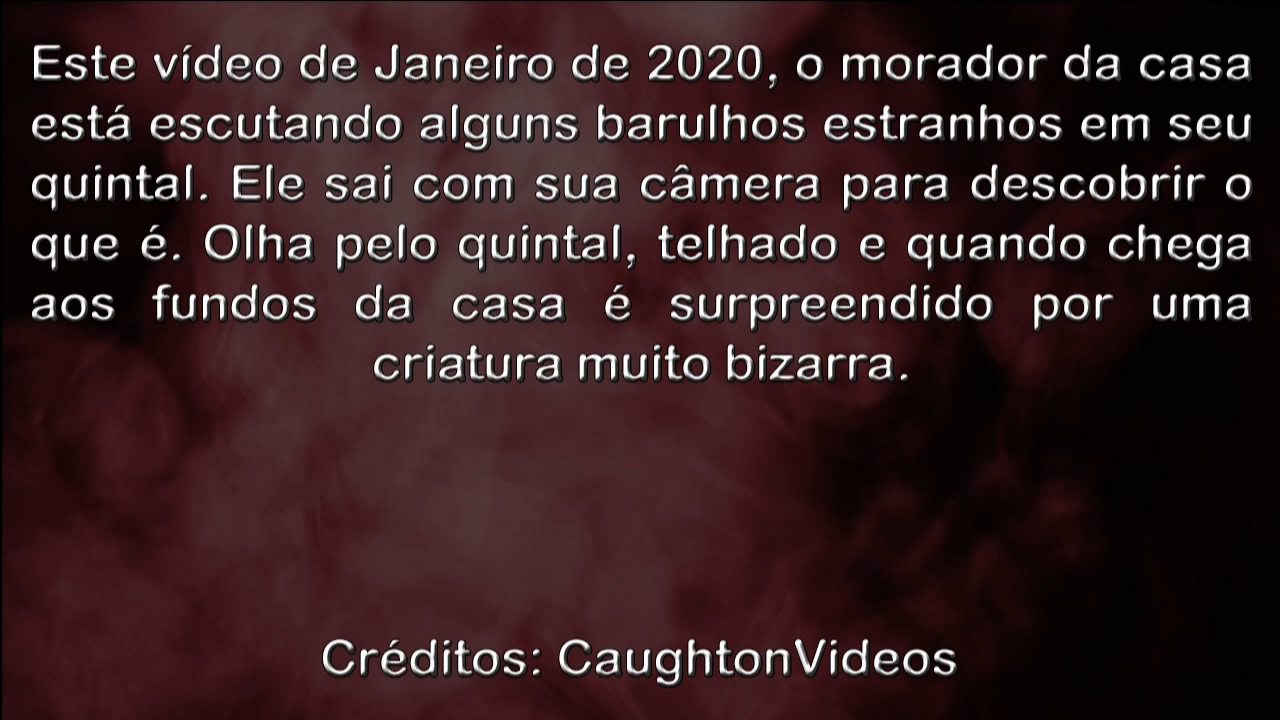 Este vídeo de Janeiro de 2020, o morador da casa
está escutando alguns barulhos estranhos em seu
quintal. Ele sai com sua câmera para descobrir o
que é. Olha pelo quintal, telhado e quando chega
aos fundos da casa é surpreendido por uma
criatura muito bizarra.
Créditos: CaughtonVideos